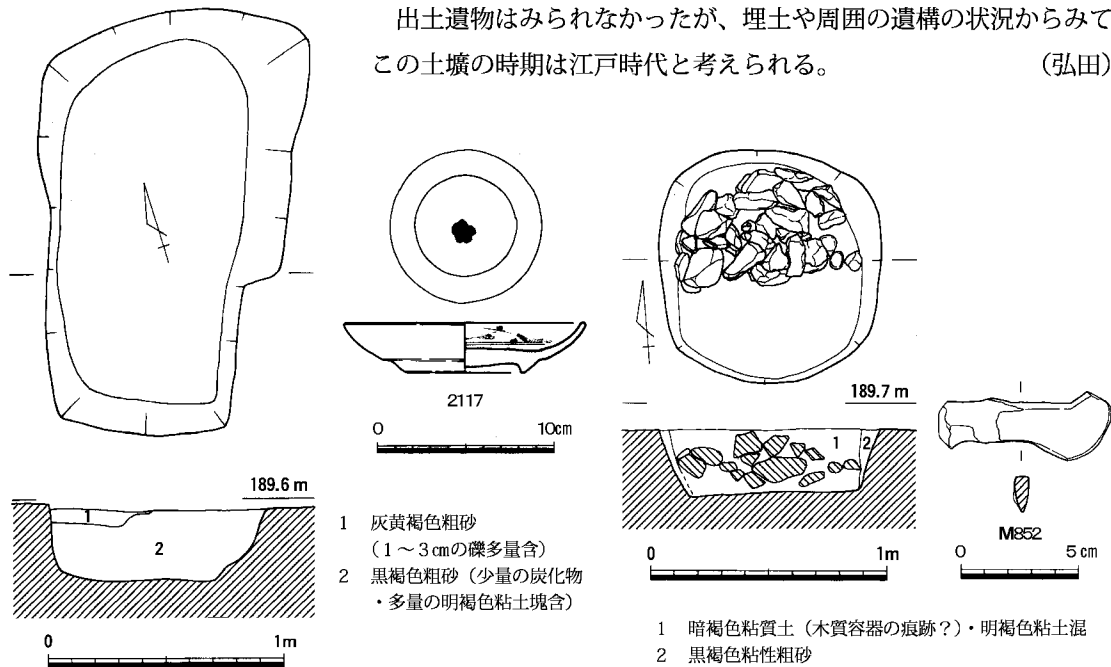 出土遺物はみられなかったが、埋土や周囲の遺構の状況からみて
この土壙の時期は江戸時代と考えられる。 （弘田）
189.6 m
1
2
0 1m
2117
0 10cm
1 灰黄褐色粗砂
（1～3㎝の礫多量含）
2 黒褐色粗砂（少量の炭化物
・多量の明褐色粘土塊含）
189.7 m
1 2
0 1m
M852
0 5cm
1 暗褐色粘質土（木質容器の痕跡？）・明褐色粘土混
2 黒褐色粘性粗砂